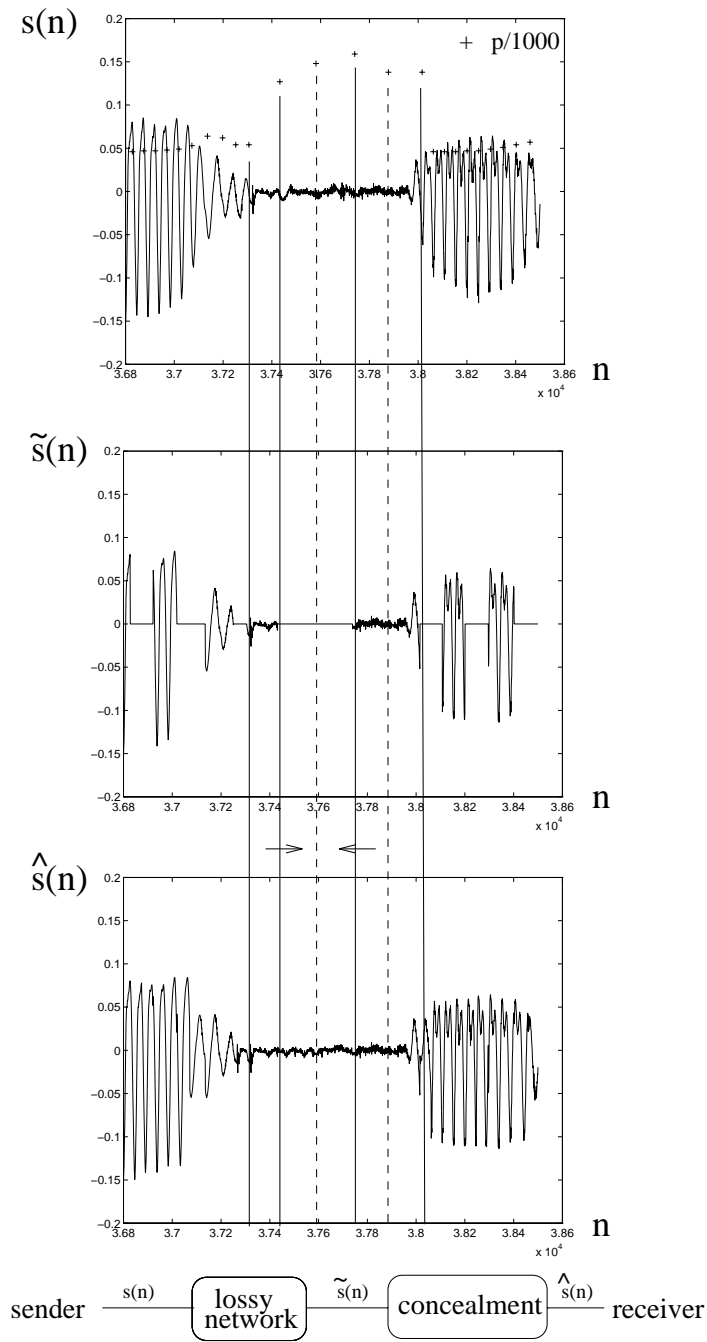 s(n)
+ p/1000
0.2
0.15
0.1
0.05
0
−0.05
−0.1
−0.15
−0.2
3.68 3.7 3.72 3.74 3.76 3.78 3.8 3.82 3.84 3.86
x 10⁴
n
s̃(n)
0.2
0.15
0.1
0.05
0
−0.05
−0.1
−0.15
−0.2
3.68 3.7 3.72 3.74 3.76 3.78 3.8 3.82 3.84 3.86
x 10⁴
n
ŝ(n)
0.2
0.15
0.1
0.05
0
−0.05
−0.1
−0.15
−0.2
3.68 3.7 3.72 3.74 3.76 3.78 3.8 3.82 3.84 3.86
x 10⁴
n
sender s(n) lossy network s̃(n) concealment ŝ(n) receiver